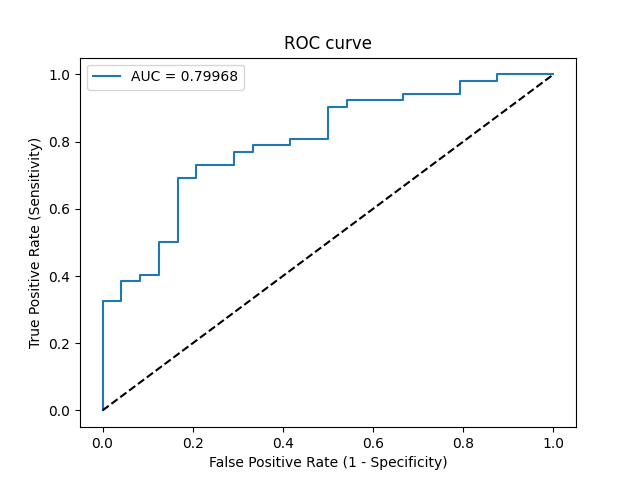 ROC curve
AUC = 0.79968
1.0
0.8
0.6
0.4
0.2
0.0
True Positive Rate (Sensitivity)
0.0 0.2 0.4 0.6 0.8 1.0
False Positive Rate (1 - Specificity)